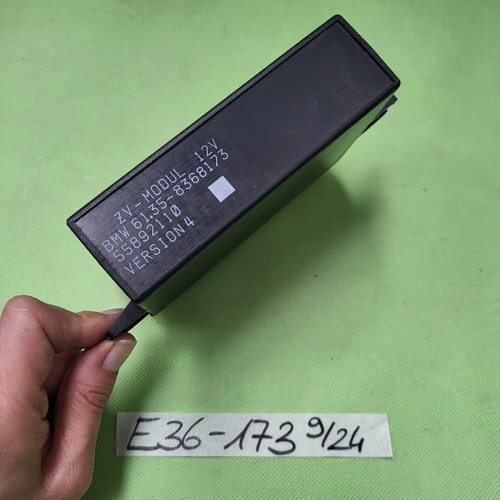 ZV-MODUL 12V
BMW 61.35-8368173
55892110
VERSION 4
E36-173 9/24